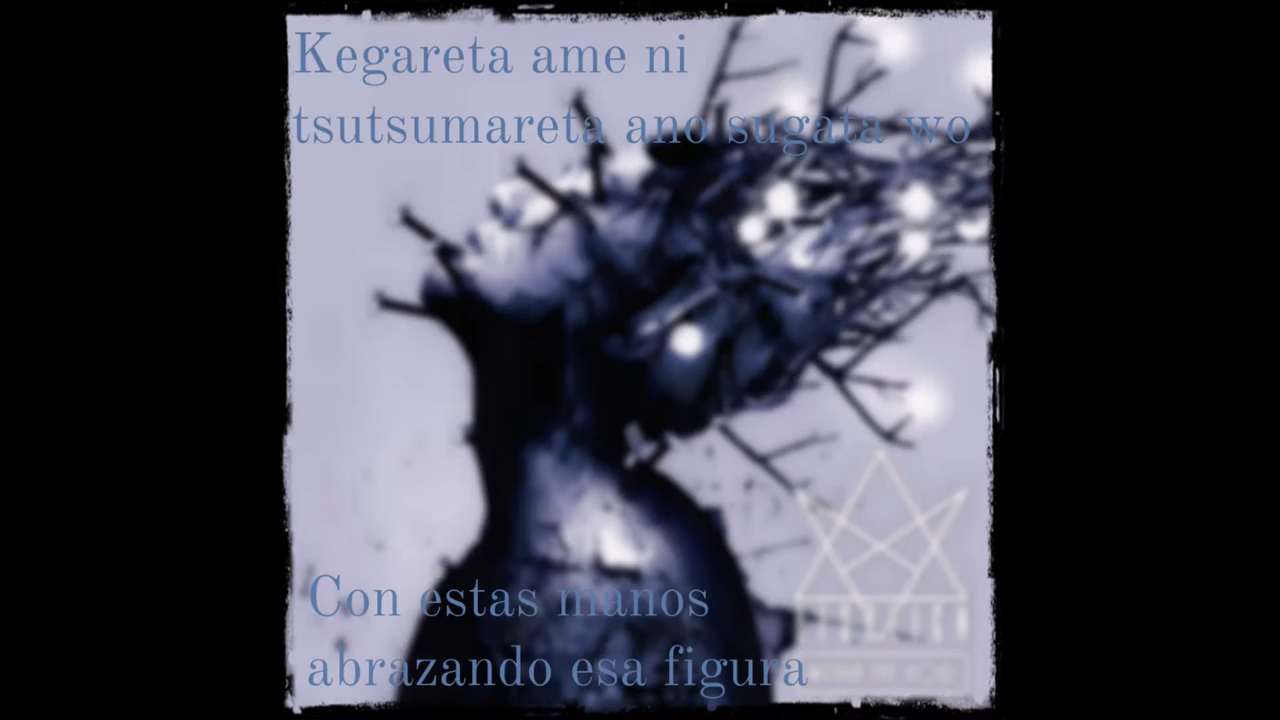 Kegareta ame ni
tsutsumareta ano sugata wo
Con estas manos
abrazando esa figura